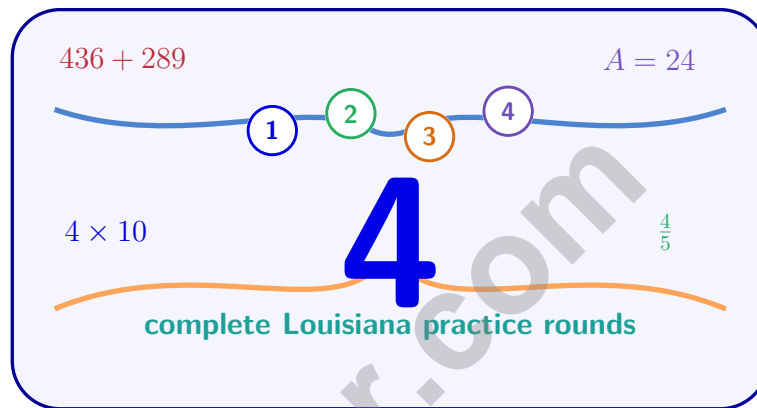 436 + 289
A = 24
1 2 3 4
4
4 × 10
4/5
complete Louisiana practice rounds
r.com